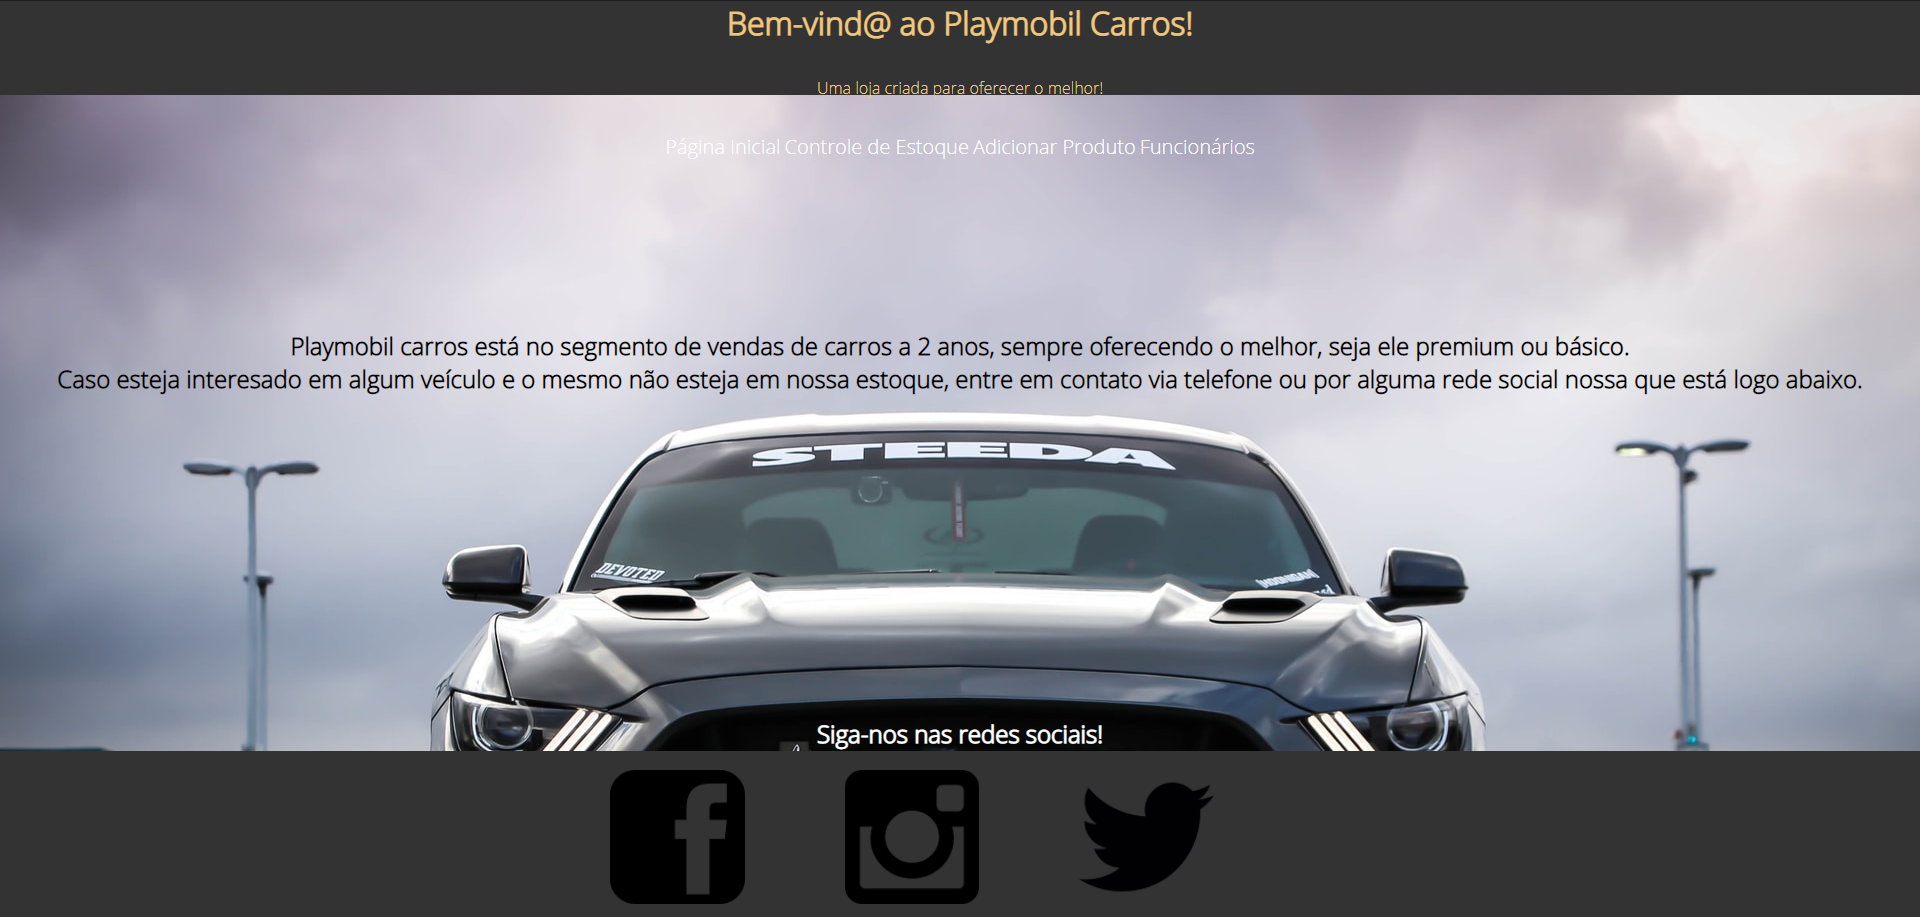 Bem-vind@ ao Playmobil Carros!
Uma loja criada para oferecer o melhor!
Página Inicial Controle de Estoque Adicionar Produto Funcionários
Playmobil carros está no segmento de vendas de carros a 2 anos, sempre oferecendo o melhor, seja ele premium ou básico.
Caso esteja interesado em algum veículo e o mesmo não esteja em nossa estoque, entre em contato via telefone ou por alguma rede social nossa que está logo abaixo.
STEEDA
DEVOTED
HOONIGAN
Siga-nos nas redes sociais!